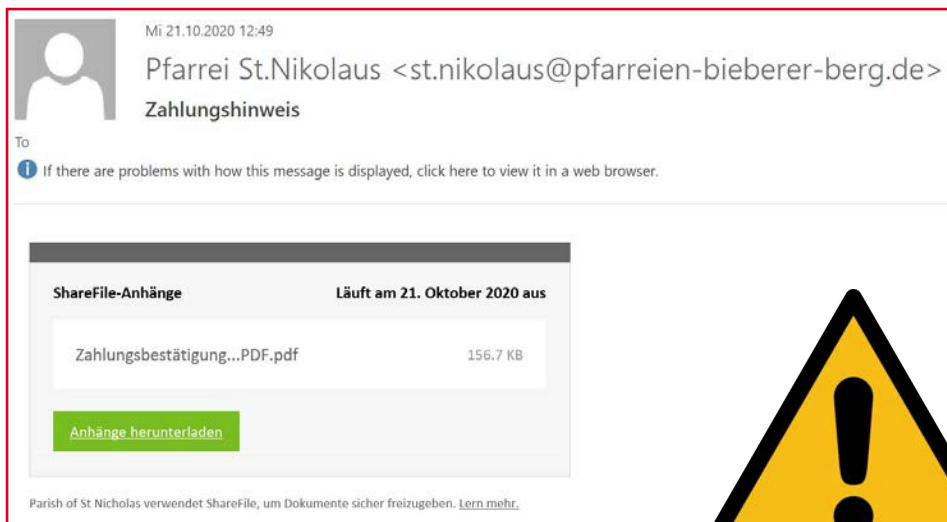 Mi 21.10.2020 12:49
Pfarrei St.Nikolaus <st.nikolaus@pfarreien-bieberer-berg.de>
Zahlungshinweis
To
If there are problems with how this message is displayed, click here to view it in a web browser.
ShareFile-Anhänge Läuft am 21. Oktober 2020 aus
Zahlungsbestätigung...PDF.pdf 156.7 KB
Anhänge herunterladen
Parish of St Nicholas verwendet ShareFile, um Dokumente sicher freizugeben. Lern mehr.